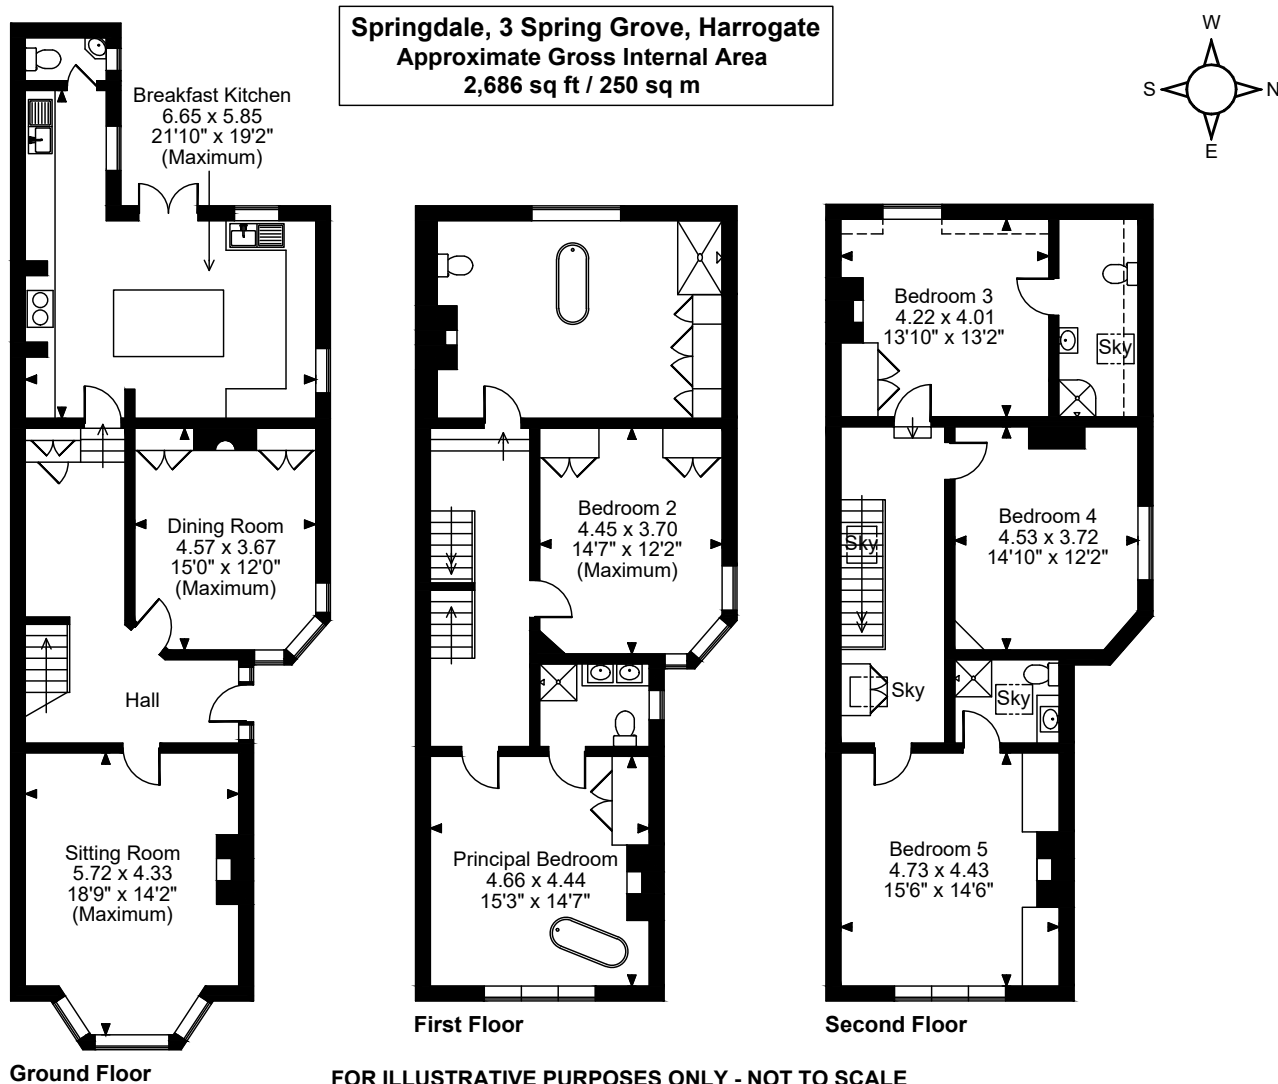 Springdale, 3 Spring Grove, Harrogate
Approximate Gross Internal Area
2,686 sq ft / 250 sq m
W
S
N
E
Breakfast Kitchen
6.65 x 5.85
21'10" x 19'2"
(Maximum)
Dining Room
4.57 x 3.67
15'0" x 12'0"
(Maximum)
Hall
Sitting Room
5.72 x 4.33
18'9" x 14'2"
(Maximum)
Ground Floor
Bedroom 2
4.45 x 3.70
14'7" x 12'2"
(Maximum)
Principal Bedroom
4.66 x 4.44
15'3" x 14'7"
First Floor
Bedroom 3
4.22 x 4.01
13'10" x 13'2"
Sky
Sky
Bedroom 4
4.53 x 3.72
14'10" x 12'2"
Sky
Sky
Bedroom 5
4.73 x 4.43
15'6" x 14'6"
Second Floor
FOR ILLUSTRATIVE PURPOSES ONLY - NOT TO SCALE